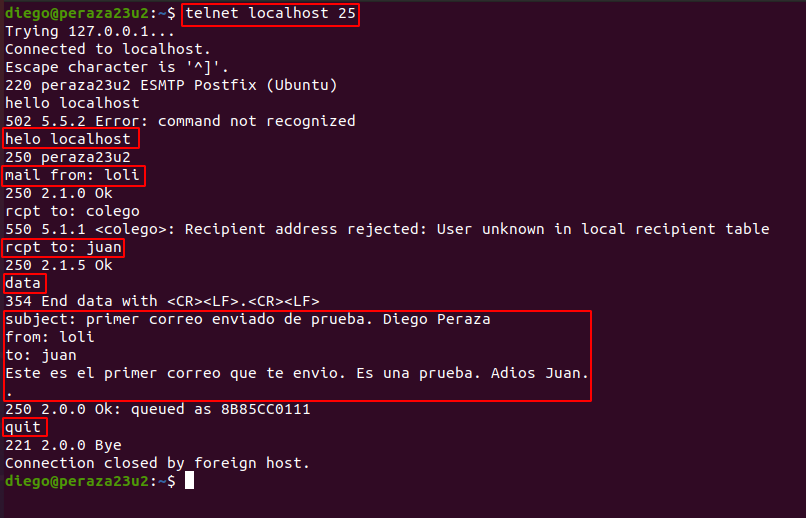 diego@peraza23u2:~$ telnet localhost 25
Trying 127.0.0.1...
Connected to localhost.
Escape character is '^]'.
220 peraza23u2 ESMTP Postfix (Ubuntu)
hello localhost
502 5.5.2 Error: command not recognized
helo localhost
250 peraza23u2
mail from: loli
250 2.1.0 Ok
rcpt to: colego
550 5.1.1 <colego>: Recipient address rejected: User unknown in local recipient table
rcpt to: juan
250 2.1.5 Ok
data
354 End data with <CR><LF>.<CR><LF>
subject: primer correo enviado de prueba. Diego Peraza
from: loli
to: juan
Este es el primer correo que te envio. Es una prueba. Adios Juan.
.
250 2.0.0 Ok: queued as 8B85CC0111
quit
221 2.0.0 Bye
Connection closed by foreign host.
diego@peraza23u2:~$